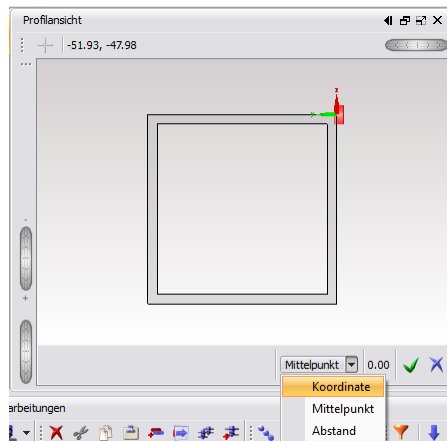 Profilansicht
-51.93, -47.98
z
y
Mittelpunkt 0.00
Koordinate
arbeitungen Mittelpunkt
Abstand